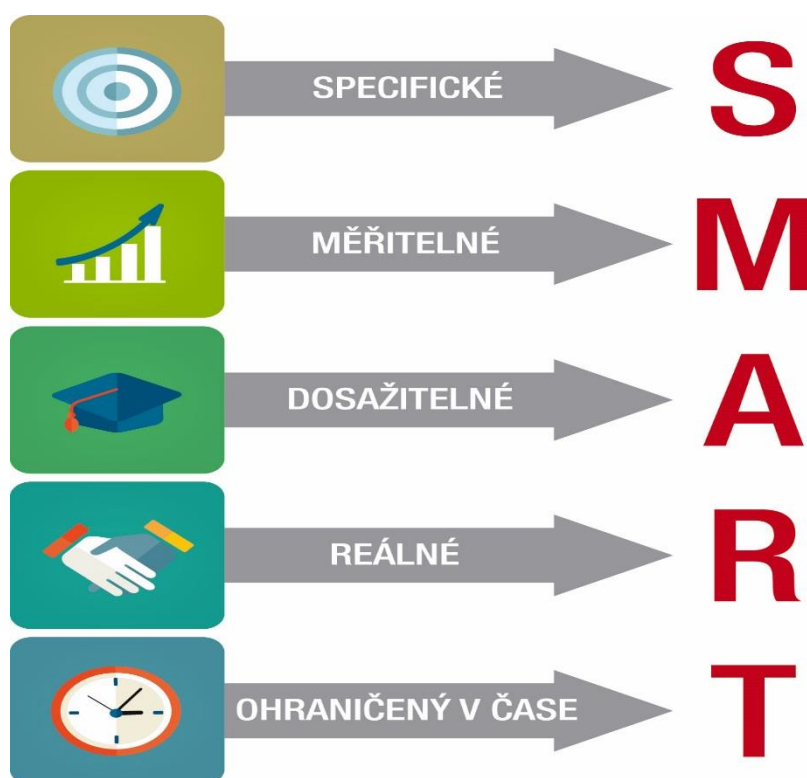 SPECIFICKÉ S
MĚŘITELNÉ M
DOSAŽITELNÉ A
REÁLNÉ R
OHRANIČENÝ V ČASE T